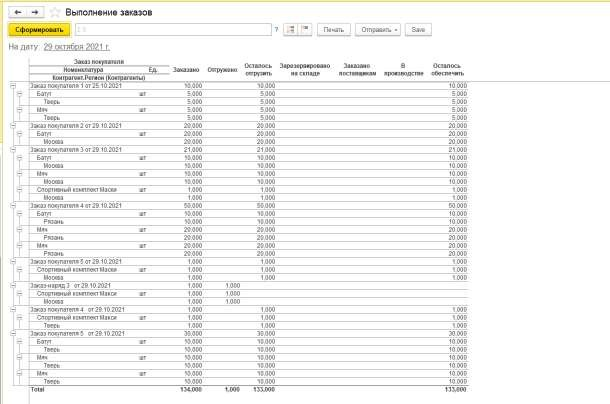 Выполнение заказов
Сформировать ? Печать Отправить Save
На дату: 29 октября 2021 г.
Заказ покупателя
Номенклатура Ед. Заказано Отгружено Осталось отгрузить Зарезервировано на складе Заказано поставщикам В производстве Осталось обеспечить
Контрагент.Регион (Контрагенты)
Заказ покупателя 1 от 25.10.2021 10,000 10,000 10,000
Батут шт 5,000 5,000 5,000
Тверь 5,000 5,000 5,000
Мяч шт 5,000 5,000 5,000
Тверь 5,000 5,000 5,000
Заказ покупателя 2 от 29.10.2021 20,000 20,000 20,000
Батут шт 20,000 20,000 20,000
Москва 20,000 20,000 20,000
Заказ покупателя 3 от 29.10.2021 21,000 21,000 21,000
Батут шт 10,000 10,000 10,000
Москва 10,000 10,000 10,000
Мяч шт 10,000 10,000 10,000
Москва 10,000 10,000 10,000
Спортивный комплект Маски шт 1,000 1,000 1,000
Москва 1,000 1,000 1,000
Заказ покупателя 4 от 29.10.2021 50,000 50,000 50,000
Батут шт 10,000 10,000 10,000
Рязань 10,000 10,000 10,000
Мяч шт 20,000 20,000 20,000
Рязань 20,000 20,000 20,000
Мяч шт 20,000 20,000 20,000
Рязань 20,000 20,000 20,000
Заказ покупателя 5 от 29.10.2021 1,000 1,000 1,000
Спортивный комплект Маски шт 1,000 1,000 1,000
Москва 1,000 1,000 1,000
Заказ-наряд 3 от 29.10.2021 1,000 1,000
Спортивный комплект Макси шт 1,000 1,000
Москва 1,000 1,000
Заказ покупателя 4 от 29.10.2021 1,000 1,000 1,000
Спортивный комплект Макси шт 1,000 1,000 1,000
Тверь 1,000 1,000 1,000
Заказ покупателя 5 от 29.10.2021 30,000 30,000 30,000
Батут шт 10,000 10,000 10,000
Тверь 10,000 10,000 10,000
Мяч шт 10,000 10,000 10,000
Тверь 10,000 10,000 10,000
Мяч шт 10,000 10,000 10,000
Тверь 10,000 10,000 10,000
Total 134,000 1,000 133,000 133,000